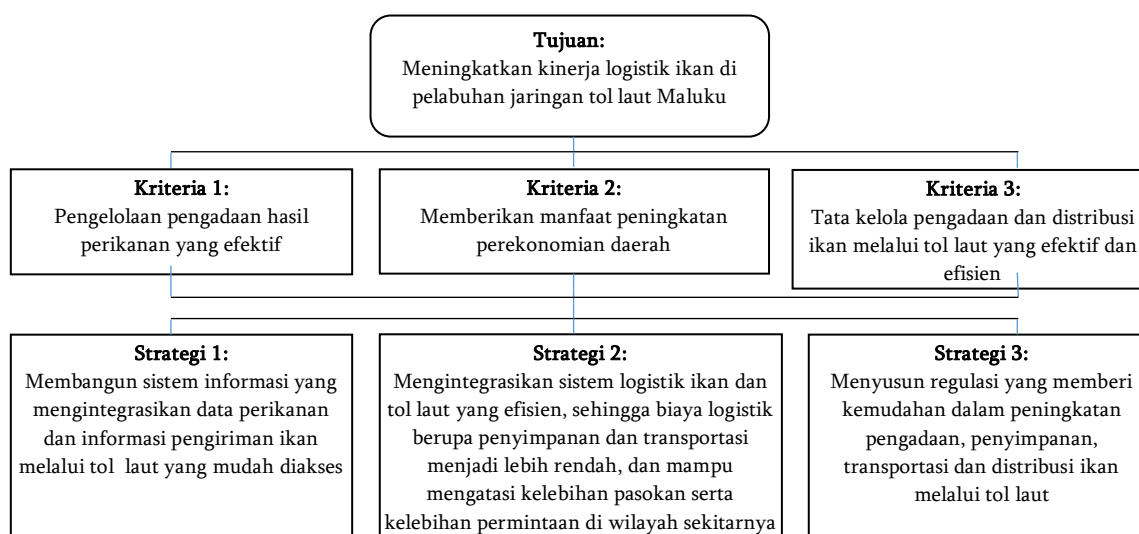 Tujuan:
Meningkatkan kinerja logistik ikan di
pelabuhan jaringan tol laut Maluku
Kriteria 1:
Pengelolaan pengadaan hasil
perikanan yang efektif
Kriteria 2:
Memberikan manfaat peningkatan
perekonomian daerah
Kriteria 3:
Tata kelola pengadaan dan distribusi
ikan melalui tol laut yang efektif dan
efisien
Strategi 1:
Membangun sistem informasi yang
mengintegrasikan data perikanan
dan informasi pengiriman ikan
melalui tol laut yang mudah diakses
Strategi 2:
Mengintegrasikan sistem logistik ikan dan
tol laut yang efisien, sehingga biaya logistik
berupa penyimpanan dan transportasi
menjadi lebih rendah, dan mampu
mengatasi kelebihan pasokan serta
kelebihan permintaan di wilayah sekitarnya
Strategi 3:
Menyusun regulasi yang memberi
kemudahan dalam peningkatan
pengadaan, penyimpanan,
transportasi dan distribusi ikan
melalui tol laut